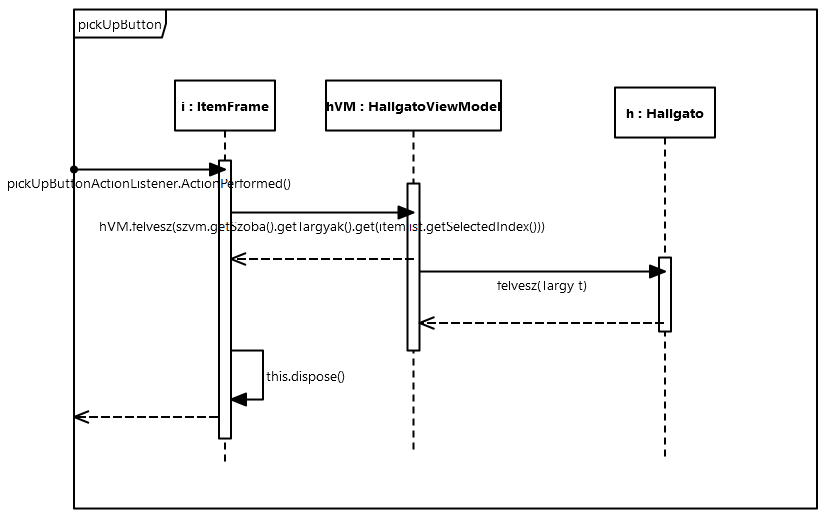 pickUpButton
i : ItemFrame
hVM : HallgatoViewModel
h : Hallgato
pickUpButtonActionListener.ActionPerformed()
hVM.felvesz(szvm.getSzoba().getTargyak().get(itemlist.getSelectedIndex()))
felvesz(Targy t)
this.dispose()